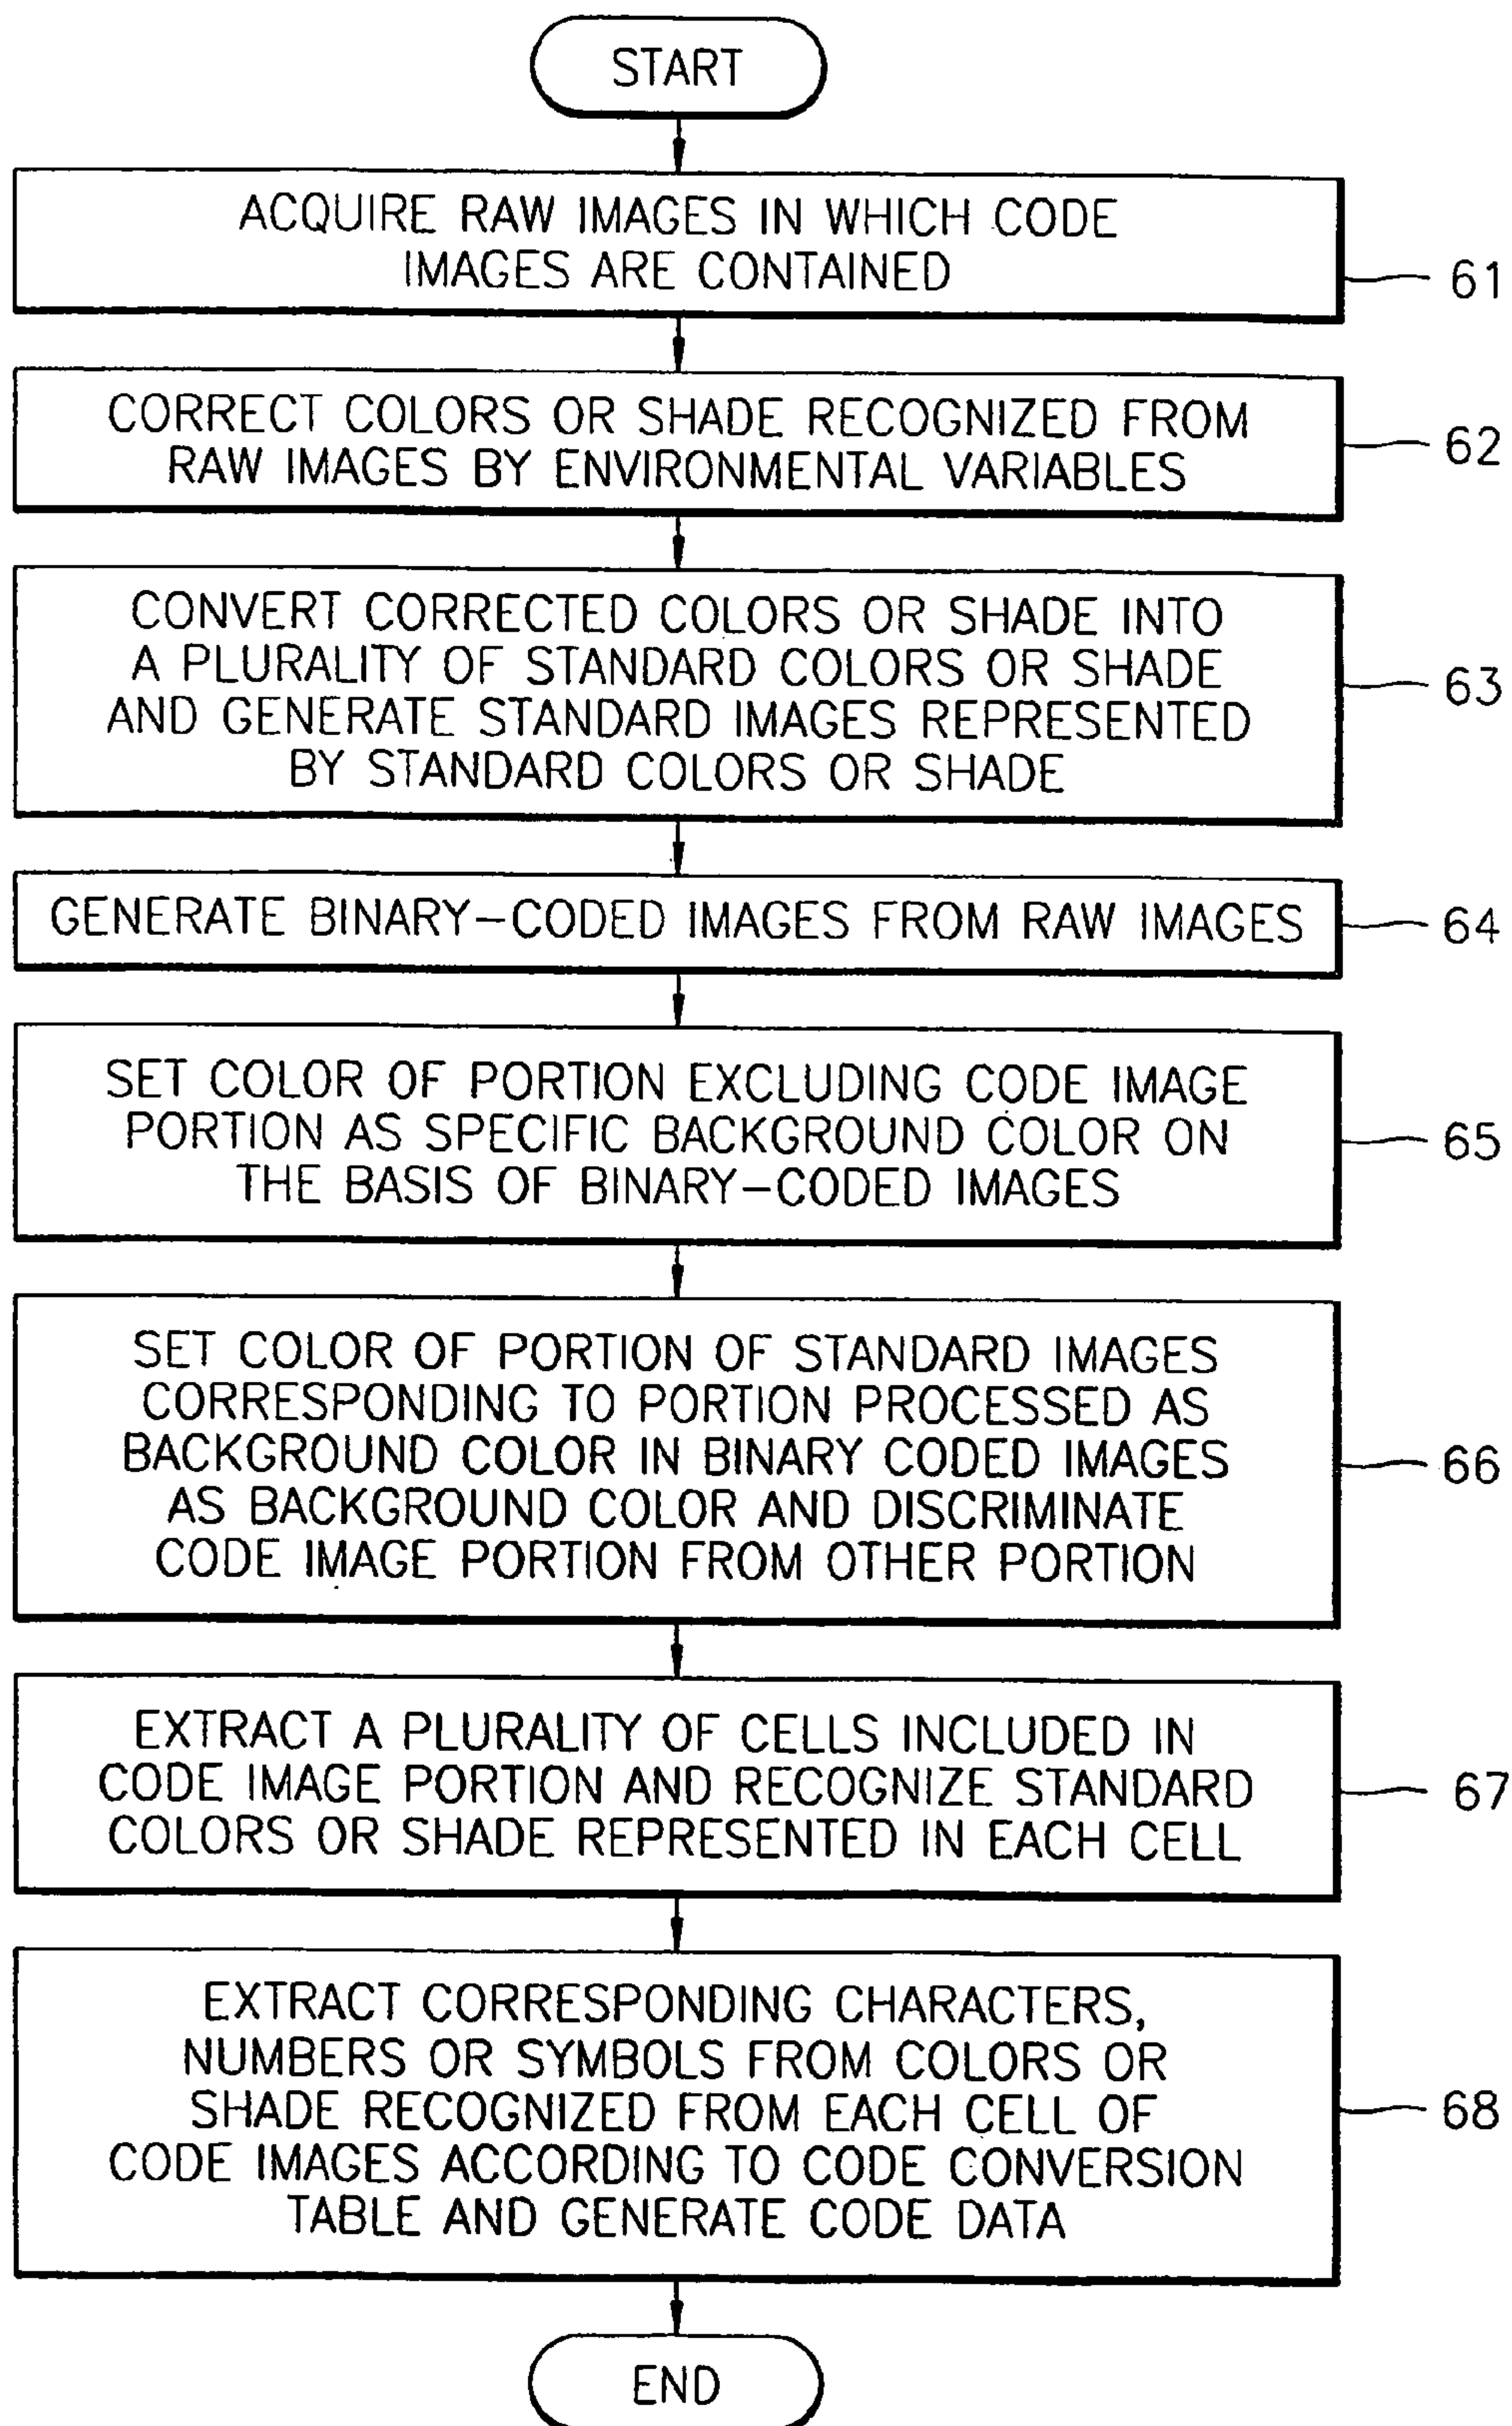 START
ACQUIRE RAW IMAGES IN WHICH CODE
IMAGES ARE CONTAINED
61
CORRECT COLORS OR SHADE RECOGNIZED FROM
RAW IMAGES BY ENVIRONMENTAL VARIABLES
62
CONVERT CORRECTED COLORS OR SHADE INTO
A PLURALITY OF STANDARD COLORS OR SHADE
AND GENERATE STANDARD IMAGES REPRESENTED
BY STANDARD COLORS OR SHADE
63
GENERATE BINARY-CODED IMAGES FROM RAW IMAGES
64
SET COLOR OF PORTION EXCLUDING CODE IMAGE
PORTION AS SPECIFIC BACKGROUND COLOR ON
THE BASIS OF BINARY-CODED IMAGES
65
SET COLOR OF PORTION OF STANDARD IMAGES
CORRESPONDING TO PORTION PROCESSED AS
BACKGROUND COLOR IN BINARY CODED IMAGES
AS BACKGROUND COLOR AND DISCRIMINATE
CODE IMAGE PORTION FROM OTHER PORTION
66
EXTRACT A PLURALITY OF CELLS INCLUDED IN
CODE IMAGE PORTION AND RECOGNIZE STANDARD
COLORS OR SHADE REPRESENTED IN EACH CELL
67
EXTRACT CORRESPONDING CHARACTERS,
NUMBERS OR SYMBOLS FROM COLORS OR
SHADE RECOGNIZED FROM EACH CELL OF
CODE IMAGES ACCORDING TO CODE CONVERSION
TABLE AND GENERATE CODE DATA
68
END